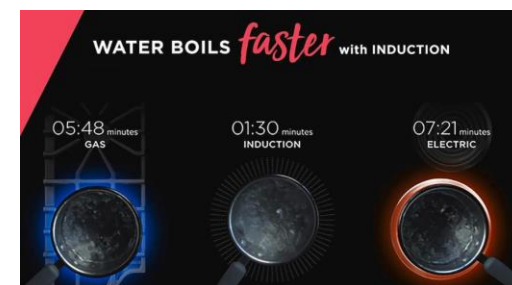 WATER BOILS faster with INDUCTION
05:48 minutes
GAS
01:30 minutes
INDUCTION
07:21 minutes
ELECTRIC